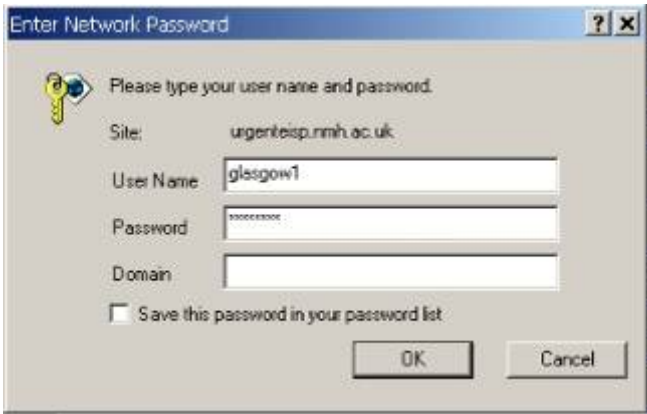 Enter Network Password
Please type your user name and password.
Site: urgenteisp.nmh.ac.uk
User Name glasgow1
Password *********
Domain
Save this password in your password list
OK Cancel